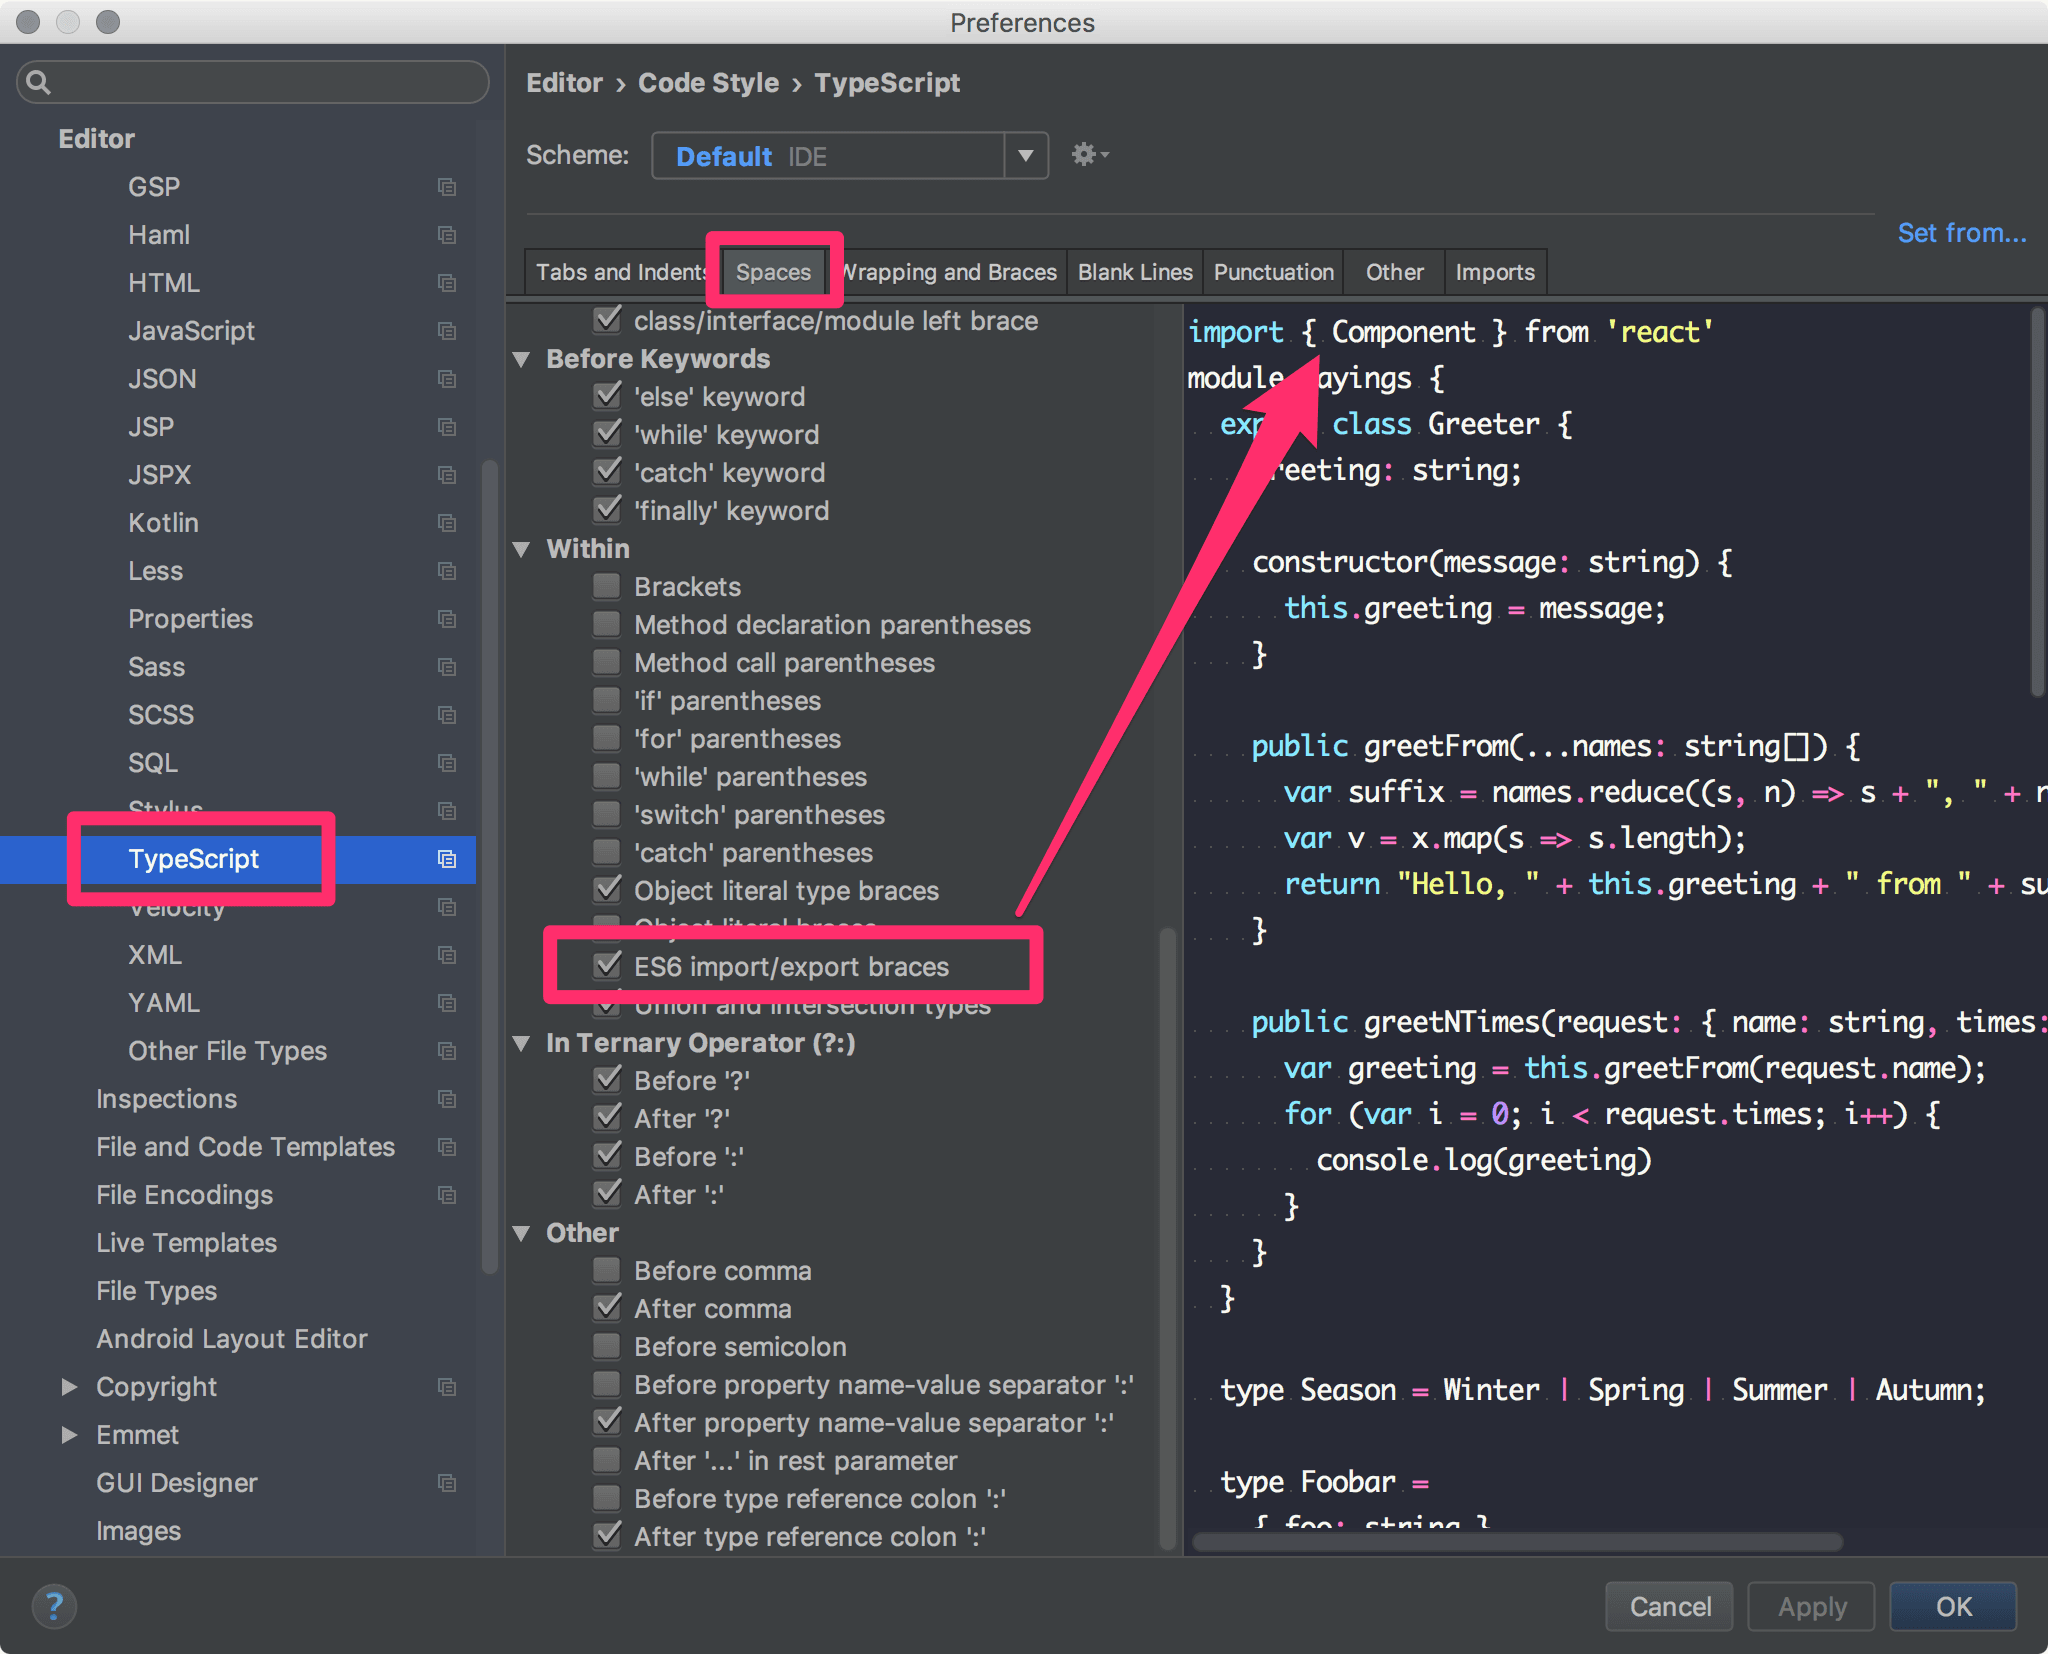 Preferences
Editor
GSP
Haml
HTML
JavaScript
JSON
JSP
JSPX
Kotlin
Less
Properties
Sass
SCSS
SQL
Stylus
TypeScript
Velocity
XML
YAML
Other File Types
Inspections
File and Code Templates
File Encodings
Live Templates
File Types
Android Layout Editor
Copyright
Emmet
GUI Designer
Images
Editor › Code Style › TypeScript
Scheme: Default IDE
Set from...
Tabs and Indents Spaces Wrapping and Braces Blank Lines Punctuation Other Imports
class/interface/module left brace
Before Keywords
'else' keyword
'while' keyword
'catch' keyword
'finally' keyword
Within
Brackets
Method declaration parentheses
Method call parentheses
'if' parentheses
'for' parentheses
'while' parentheses
'switch' parentheses
'catch' parentheses
Object literal type braces
Object literal braces
ES6 import/export braces
Union and intersection types
In Ternary Operator (?:)
Before '?'
After '?'
Before ':'
After ':'
Other
Before comma
After comma
Before semicolon
Before property name-value separator ':'
After property name-value separator ':'
After '...' in rest parameter
Before type reference colon ':'
After type reference colon ':'
import { Component } from 'react'
module ayings {
exp class Greeter {
reeting: string;
constructor(message: string) {
this.greeting = message;
}
public greetFrom(...names: string[]) {
var suffix = names.reduce((s, n) => s + ", " + n
var v = x.map(s => s.length);
return "Hello, " + this.greeting + " from " + su
}
public greetNTimes(request: { name: string, times:
var greeting = this.greetFrom(request.name);
for (var i = 0; i < request.times; i++) {
console.log(greeting)
}
}
}
type Season = Winter | Spring | Summer | Autumn;
type Foobar =
{ foo: string }
? Cancel Apply OK